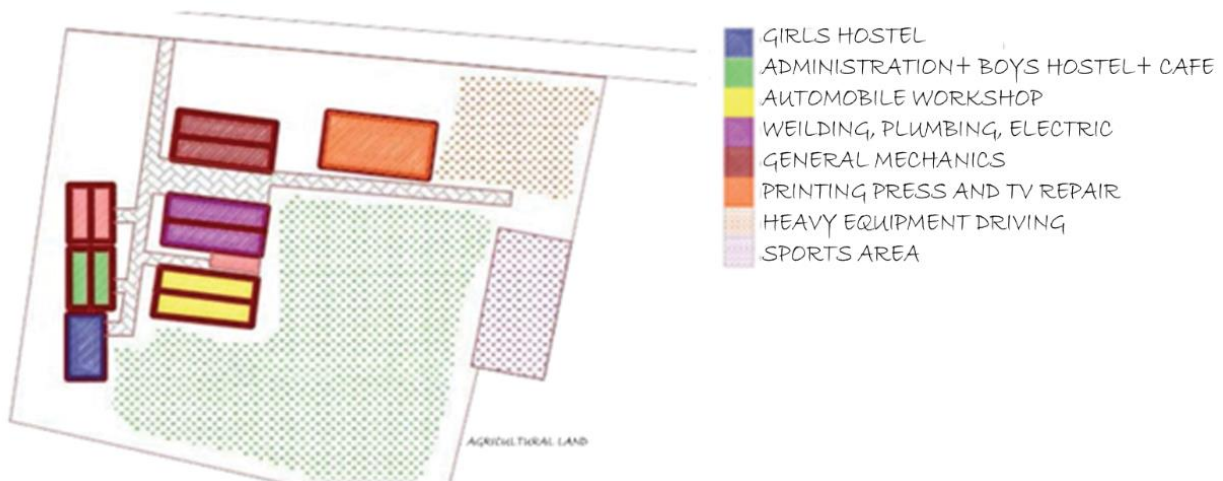 GIRLS HOSTEL
ADMINISTRATION+ BOYS HOSTEL+ CAFE
AUTOMOBILE WORKSHOP
WEILDING, PLUMBING, ELECTRIC
GENERAL MECHANICS
PRINTING PRESS AND TV REPAIR
HEAVY EQUIPMENT DRIVING
SPORTS AREA
AGRICULTURAL LAND